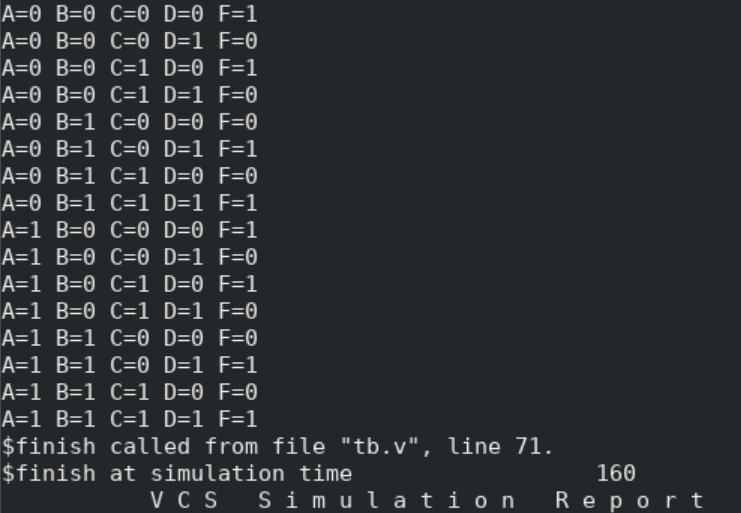 A=0 B=0 C=0 D=0 F=1
A=0 B=0 C=0 D=1 F=0
A=0 B=0 C=1 D=0 F=1
A=0 B=0 C=1 D=1 F=0
A=0 B=1 C=0 D=0 F=0
A=0 B=1 C=0 D=1 F=1
A=0 B=1 C=1 D=0 F=0
A=0 B=1 C=1 D=1 F=1
A=1 B=0 C=0 D=0 F=1
A=1 B=0 C=0 D=1 F=0
A=1 B=0 C=1 D=0 F=1
A=1 B=0 C=1 D=1 F=0
A=1 B=1 C=0 D=0 F=0
A=1 B=1 C=0 D=1 F=1
A=1 B=1 C=1 D=0 F=0
A=1 B=1 C=1 D=1 F=1
$finish called from file "tb.v", line 71.
$finish at simulation time                  160
           V C S   S i m u l a t i o n   R e p o r t